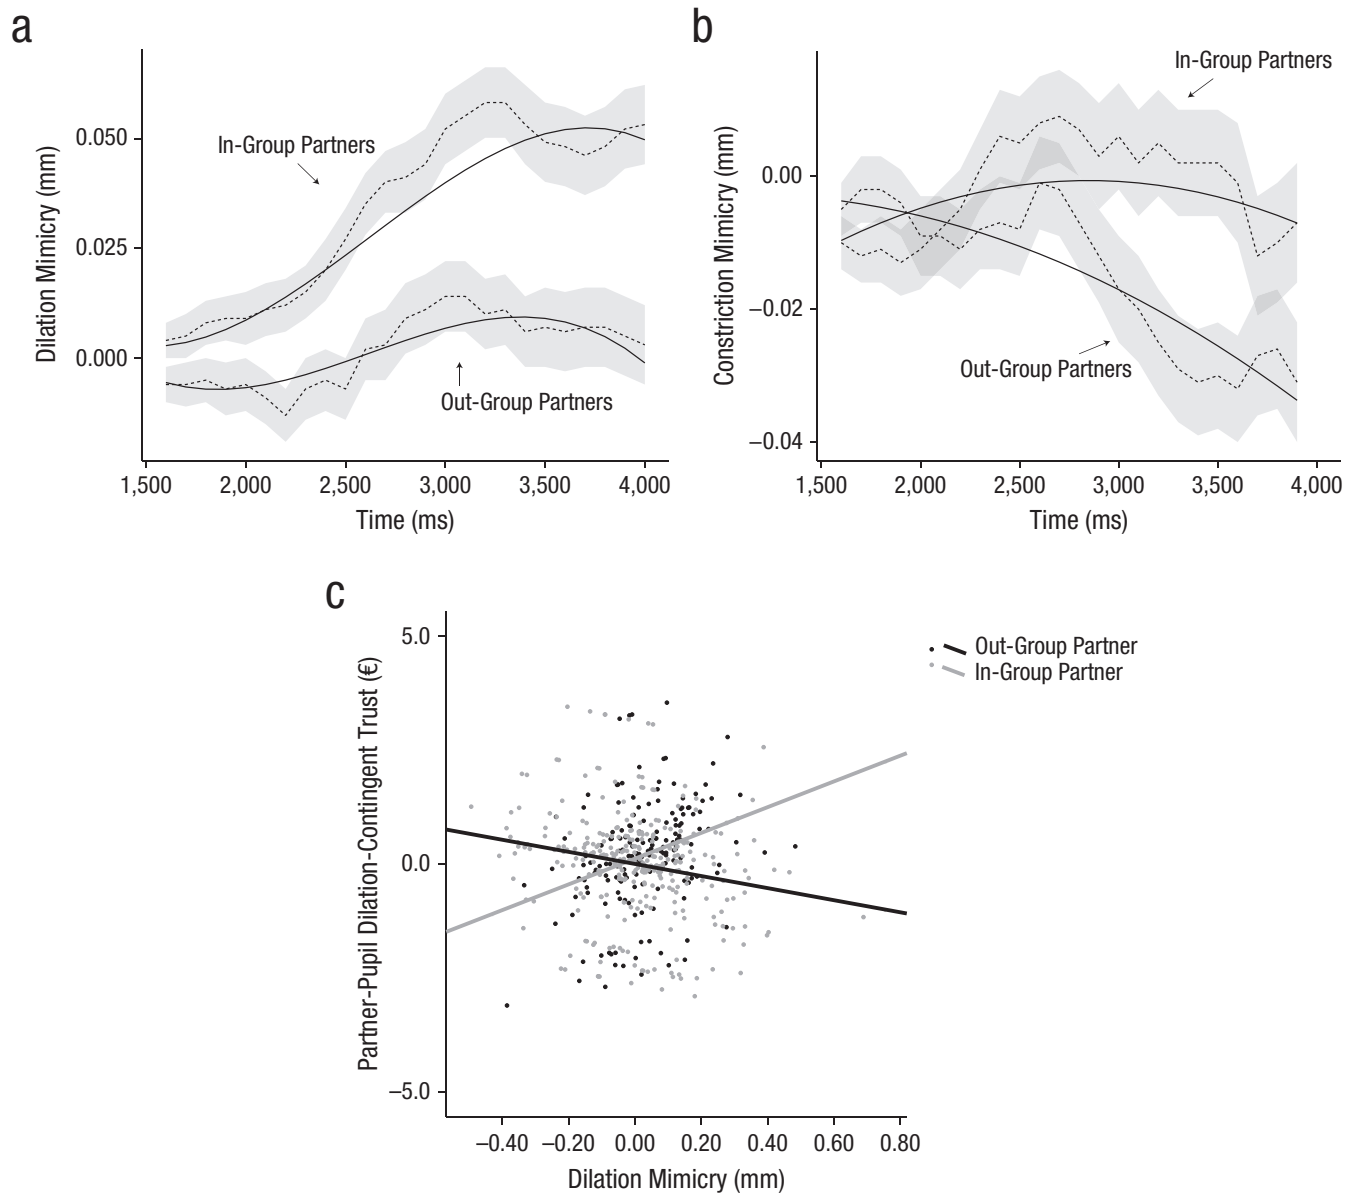 a
Dilation Mimicry (mm)
0.050
0.025
0.000
In-Group Partners
Out-Group Partners
1,500 2,000 2,500 3,000 3,500 4,000
Time (ms)
b
Constriction Mimicry (mm)
0.00
–0.02
–0.04
In-Group Partners
Out-Group Partners
1,500 2,000 2,500 3,000 3,500 4,000
Time (ms)
c
Partner-Pupil Dilation-Contingent Trust (€)
5.0
0.0
–5.0
Out-Group Partner
In-Group Partner
–0.40 –0.20 0.00 0.20 0.40 0.60 0.80
Dilation Mimicry (mm)